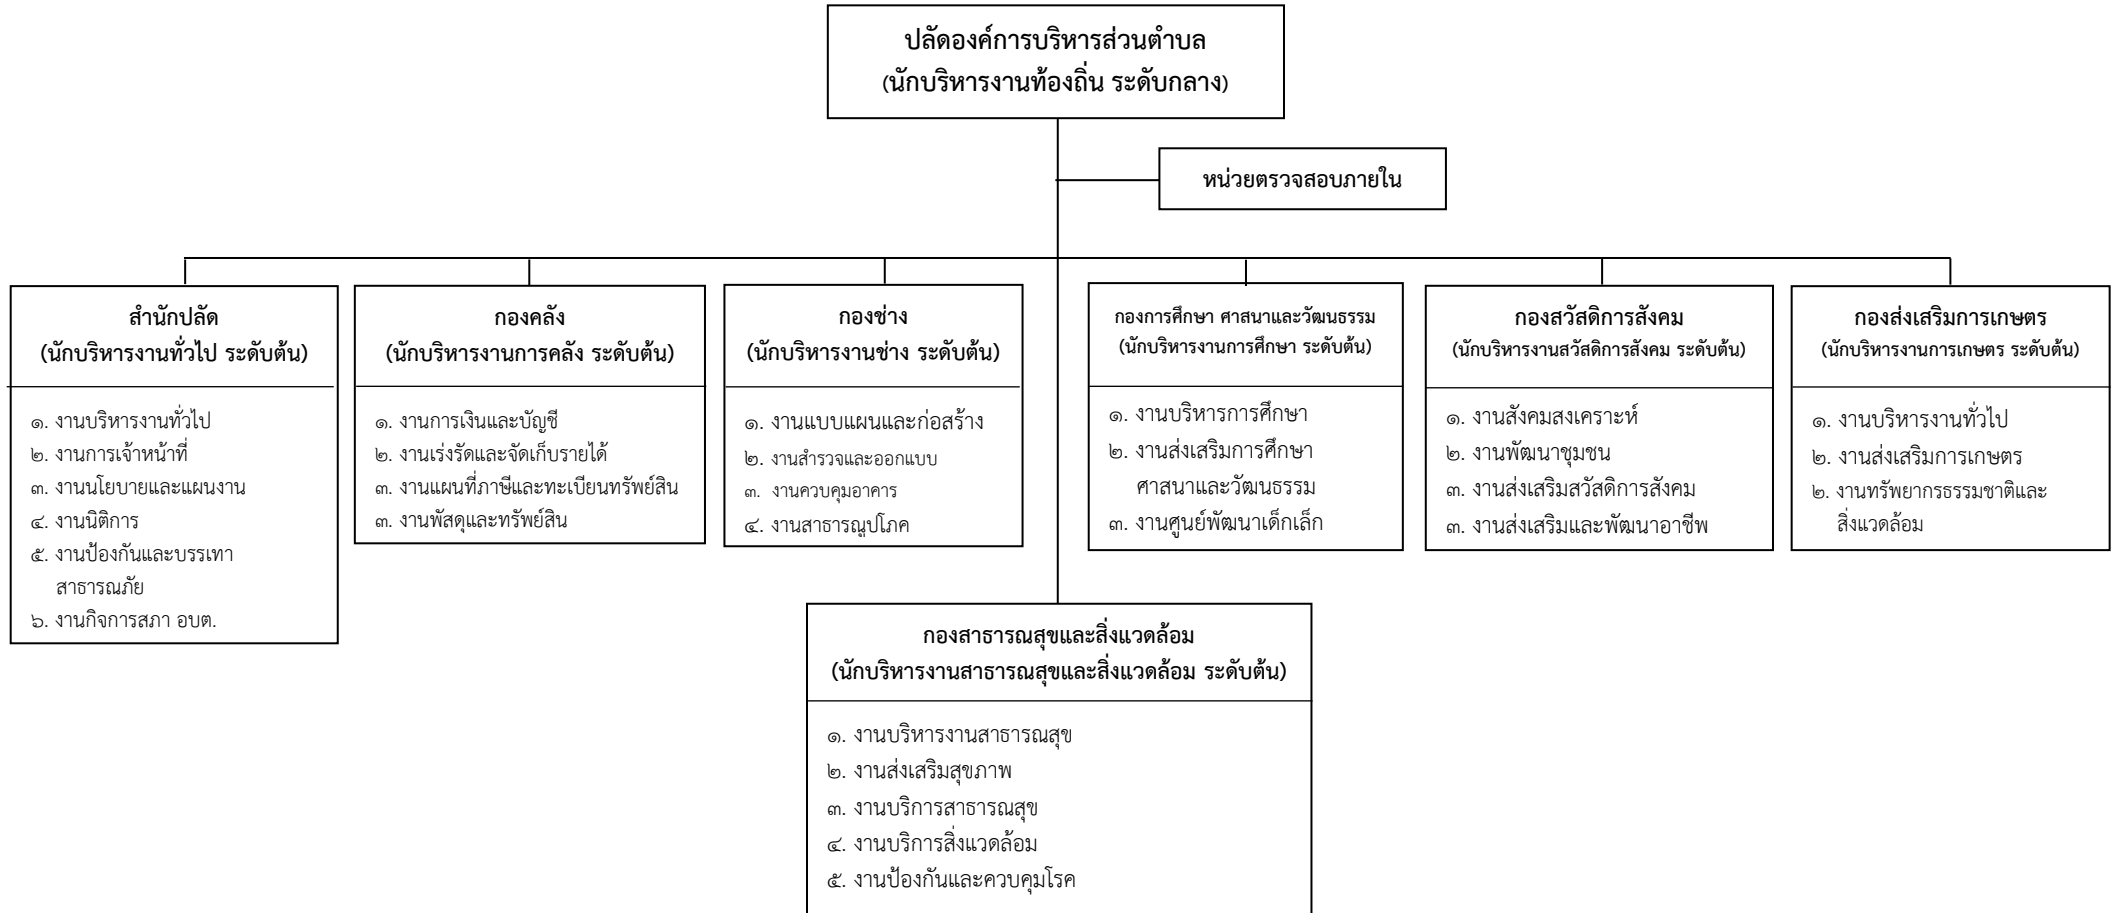 ปลัดองค์การบริหารส่วนตำบล
(นักบริหารงานท้องถิ่น ระดับกลาง)
หน่วยตรวจสอบภายใน
สำนักปลัด
(นักบริหารงานทั่วไป ระดับต้น)
๑. งานบริหารงานทั่วไป
๒. งานการเจ้าหน้าที่
๓. งานนโยบายและแผนงาน
๔. งานนิติการ
๕. งานป้องกันและบรรเทา
สาธารณภัย
๖. งานกิจการสภา อบต.
กองคลัง
(นักบริหารงานการคลัง ระดับต้น)
๑. งานการเงินและบัญชี
๒. งานเร่งรัดและจัดเก็บรายได้
๓. งานแผนที่ภาษีและทะเบียนทรัพย์สิน
๓. งานพัสดุและทรัพย์สิน
กองช่าง
(นักบริหารงานช่าง ระดับต้น)
๑. งานแบบแผนและก่อสร้าง
๒. งานสำรวจและออกแบบ
๓. งานควบคุมอาคาร
๔. งานสาธารณูปโภค
กองการศึกษา ศาสนาและวัฒนธรรม
(นักบริหารงานการศึกษา ระดับต้น)
๑. งานบริหารการศึกษา
๒. งานส่งเสริมการศึกษา
ศาสนาและวัฒนธรรม
๓. งานศูนย์พัฒนาเด็กเล็ก
กองสวัสดิการสังคม
(นักบริหารงานสวัสดิการสังคม ระดับต้น)
๑. งานสังคมสงเคราะห์
๒. งานพัฒนาชุมชน
๓. งานส่งเสริมสวัสดิการสังคม
๓. งานส่งเสริมและพัฒนาอาชีพ
กองส่งเสริมการเกษตร
(นักบริหารงานการเกษตร ระดับต้น)
๑. งานบริหารงานทั่วไป
๒. งานส่งเสริมการเกษตร
๒. งานทรัพยากรธรรมชาติและ
สิ่งแวดล้อม
กองสาธารณสุขและสิ่งแวดล้อม
(นักบริหารงานสาธารณสุขและสิ่งแวดล้อม ระดับต้น)
๑. งานบริหารงานสาธารณสุข
๒. งานส่งเสริมสุขภาพ
๓. งานบริการสาธารณสุข
๔. งานบริการสิ่งแวดล้อม
๕. งานป้องกันและควบคุมโรค